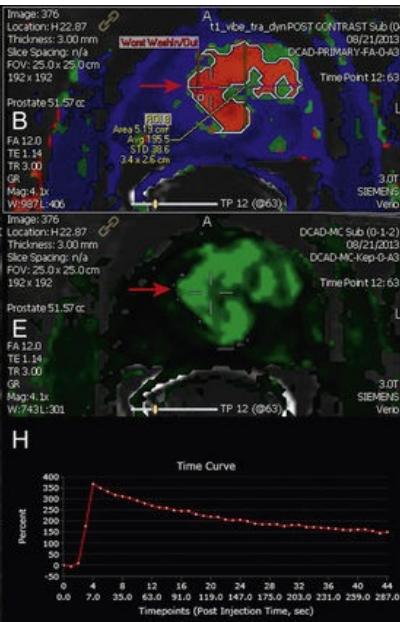 Image: 376
Location: H22.87
Thickness: 3.00 mm
Slice Spacing: n/a
FOV: 25.0 x 25.0 cm
192 x 192
Prostate 51.57 cc
B
FA 12.0
TE 1.14
TR 3.00
GR
Mag: 4.1x
W:937 L:406
A
Worst Washin/Out
Area 5.19 cm²
Avg 195.5
STD 38.6
3.4 x 2.6 cm
TP 12 (@63)
t1_vibe_tra_dyn POST CONTRAST Sub (0-
08/21/2013
DCAD-PRIMARY-FA-0-A3
Time Point 12: 63
3.0T
SIEMENS
Verio
Image: 376
Location: H22.87
Thickness: 3.00 mm
Slice Spacing: n/a
FOV: 25.0 x 25.0 cm
192 x 192
Prostate 51.57 cc
E
FA 12.0
TE 1.14
TR 3.00
GR
Mag: 4.1x
W:743 L:301
A
TP 12 (@63)
DCAD-MC Sub (0-1-2)
08/21/2013
DCAD-MC-Kep-0-A3
Time Point 12: 63
3.0T
SIEMENS
Verio
H
Time Curve
Percent
400
350
300
250
200
150
100
50
0
-50
0 4 8 12 16 20 24 28 32 36 40 44
0.0 7.0 35.0 63.0 91.0 119.0 147.0 175.0 203.0 231.0 259.0 287.0
Timepoints (Post Injection Time, sec)